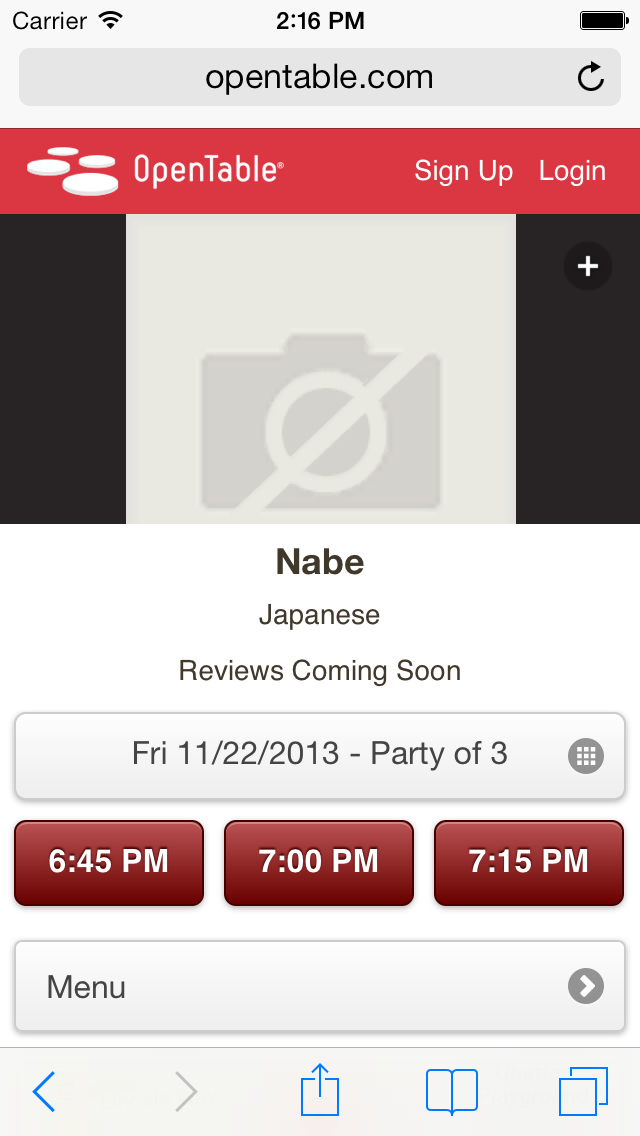 Carrier 2:16 PM
opentable.com
OpenTable® Sign Up Login
Nabe
Japanese
Reviews Coming Soon
Fri 11/22/2013 - Party of 3
6:45 PM 7:00 PM 7:15 PM
Menu